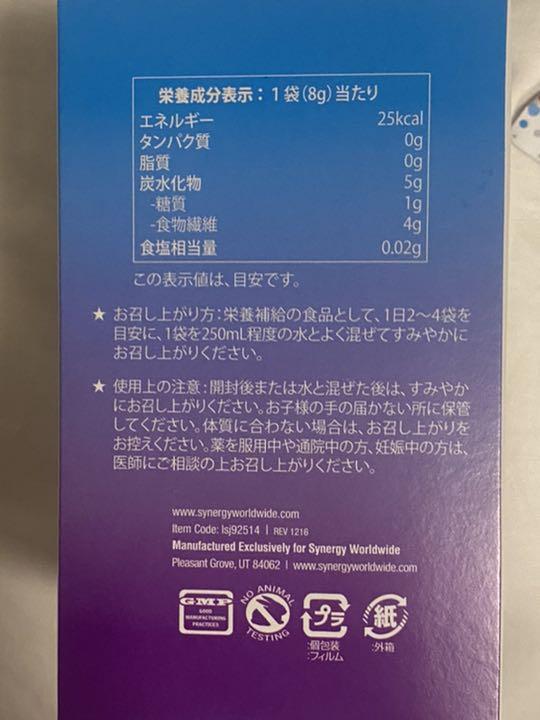 栄養成分表示：1袋(8g)当たり
エネルギー 25kcal
タンパク質 0g
脂質 0g
炭水化物 5g
-糖質 1g
-食物繊維 4g
食塩相当量 0.02g
この表示値は、目安です。
★ お召し上がり方：栄養補給の食品として、1日2〜4袋を
目安に、1袋を250mL程度の水とよく混ぜてすみやかに
お召し上がりください。
★ 使用上の注意：開封後または水と混ぜた後は、すみやか
にお召し上がりください。お子様の手の届かない所に保管
してください。体質に合わない場合は、お召し上がりを
お控えください。薬を服用中や通院中の方、妊娠中の方は、
医師にご相談の上お召し上がりください。
www.synergyworldwide.com
Item Code: lsj92514 | REV 1216
Manufactured Exclusively for Synergy Worldwide
Pleasant Grove, UT 84062 | www.synergyworldwide.com
GMP
GOOD
MANUFACTURING
PRACTICES
NO ANIMAL
TESTING
プラ
:個包装
:フィルム
紙
:外箱